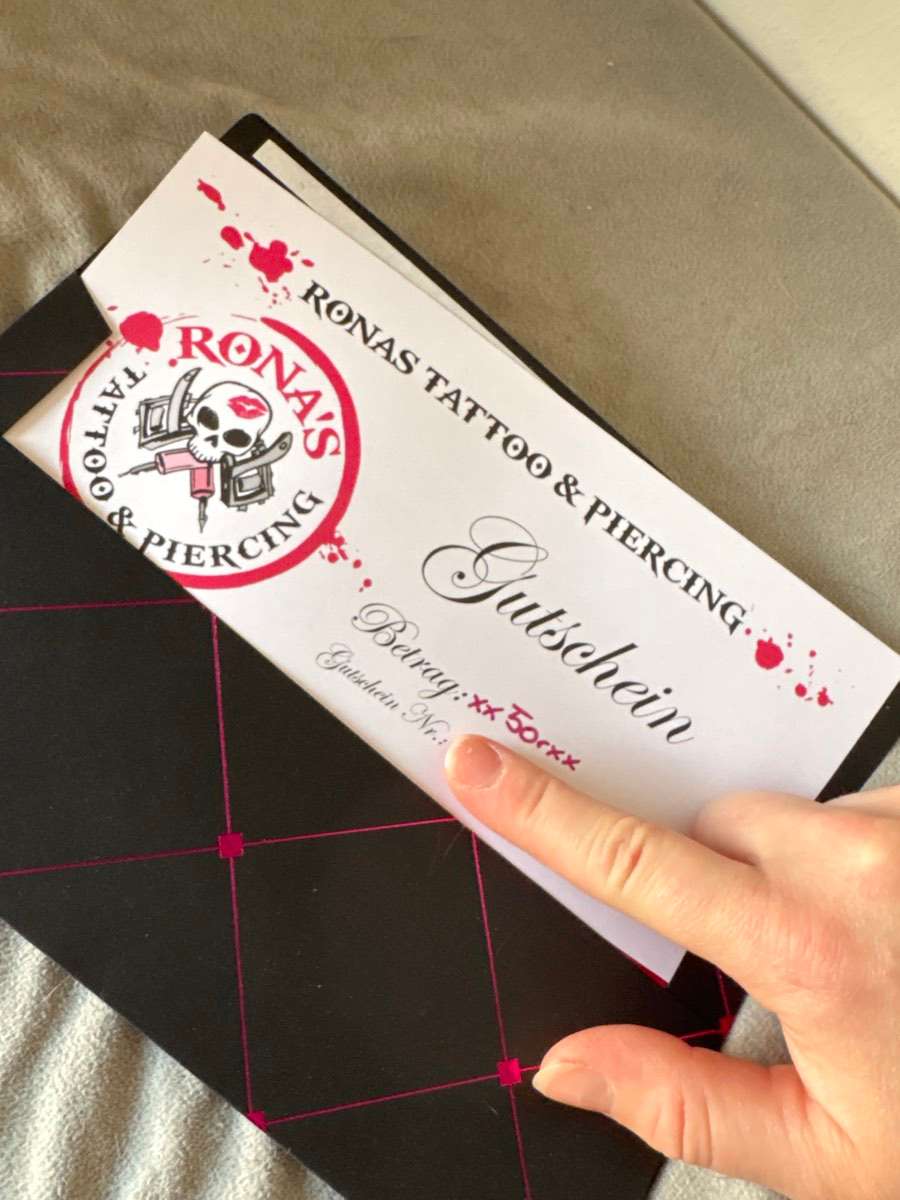 RONAS TATTOO & PIERCING
RONA'S
TATTOO & PIERCING
Gutschein
Betrag: xx 50 xx
Gutschein Nr.: